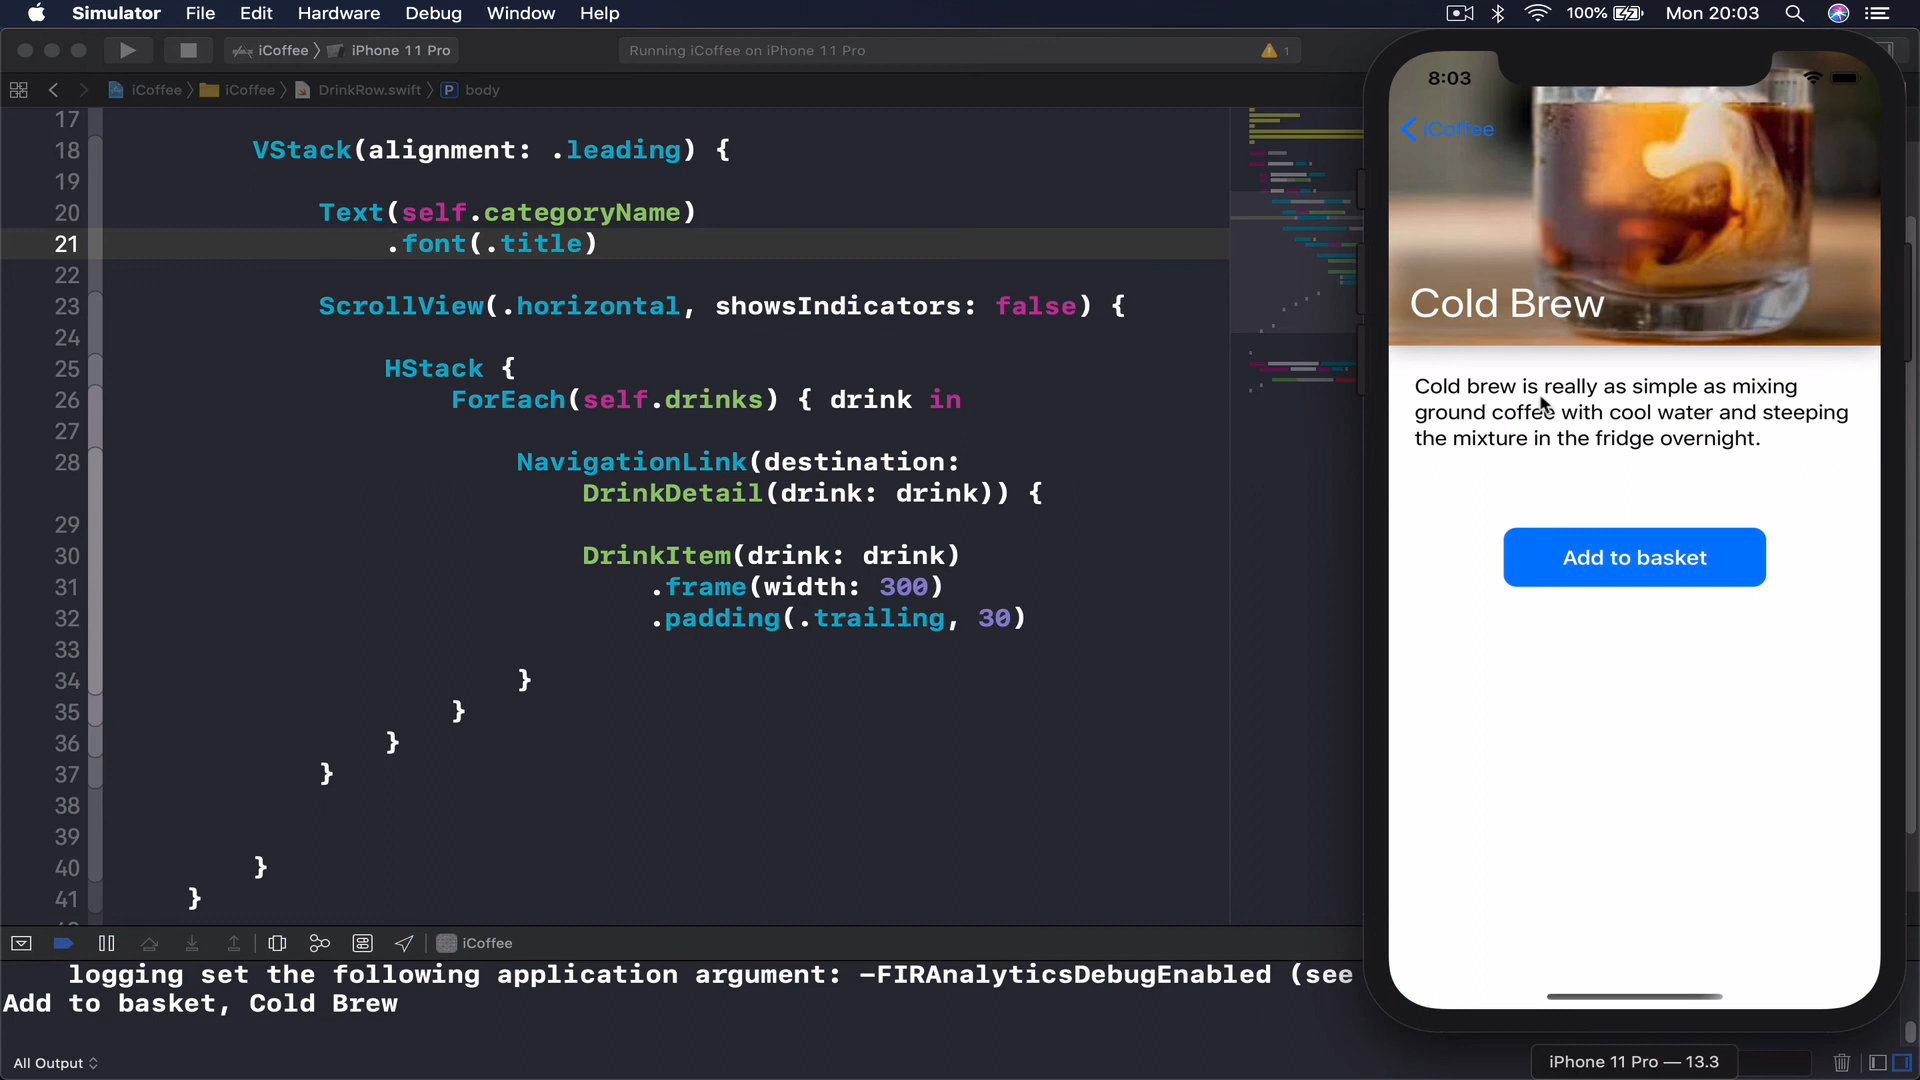 Simulator File Edit Hardware Debug Window Help 100% Mon 20:03
iCoffee iPhone 11 Pro Running iCoffee on iPhone 11 Pro 1
iCoffee iCoffee DrinkRow.swift P body
17
18 VStack(alignment: .leading) {
19
20 Text(self.categoryName)
21 .font(.title)
22
23 ScrollView(.horizontal, showsIndicators: false) {
24
25 HStack {
26 ForEach(self.drinks) { drink in
27
28 NavigationLink(destination:
DrinkDetail(drink: drink)) {
29
30 DrinkItem(drink: drink)
31 .frame(width: 300)
32 .padding(.trailing, 30)
33
34 }
35 }
36 }
37 }
38
39
40 }
41 }
iCoffee
logging set the following application argument: -FIRAnalyticsDebugEnabled (see
Add to basket, Cold Brew
All Output
8:03
iCoffee
Cold Brew
Cold brew is really as simple as mixing
ground coffee with cool water and steeping
the mixture in the fridge overnight.
Add to basket
iPhone 11 Pro — 13.3